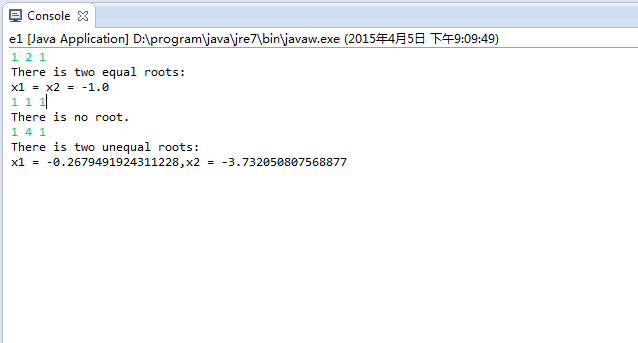 Console
e1 [Java Application] D:\program\java\jre7\bin\javaw.exe (2015年4月5日 下午9:09:49)
1 2 1
There is two equal roots:
x1 = x2 = -1.0
1 1 1
There is no root.
1 4 1
There is two unequal roots:
x1 = -0.2679491924311228,x2 = -3.732050807568877